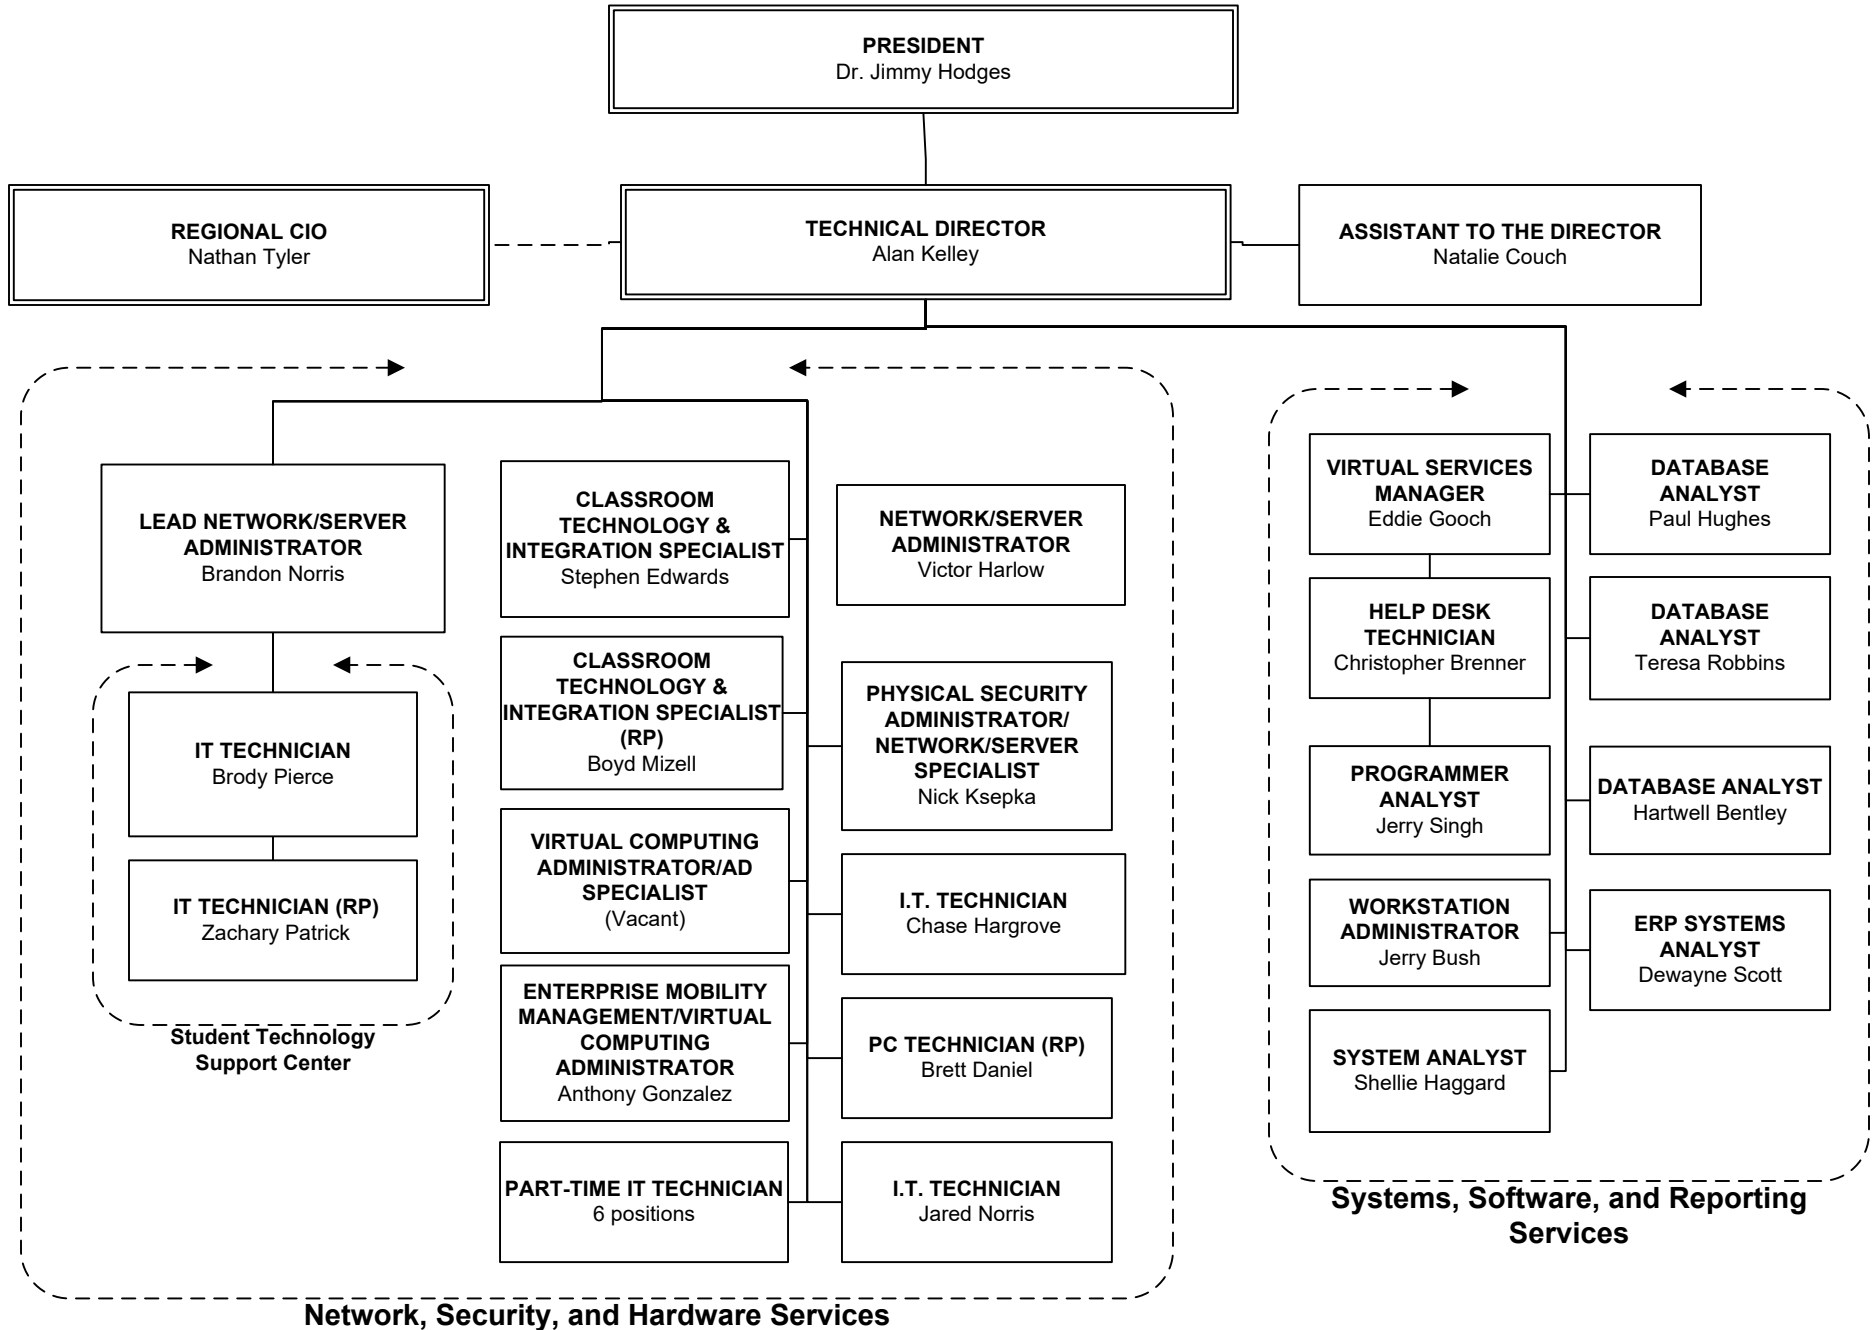 PRESIDENT
Dr. Jimmy Hodges
REGIONAL CIO
Nathan Tyler
TECHNICAL DIRECTOR
Alan Kelley
ASSISTANT TO THE DIRECTOR
Natalie Couch
LEAD NETWORK/SERVER
ADMINISTRATOR
Brandon Norris
IT TECHNICIAN
Brody Pierce
IT TECHNICIAN (RP)
Zachary Patrick
Student Technology
Support Center
CLASSROOM
TECHNOLOGY &
INTEGRATION SPECIALIST
Stephen Edwards
CLASSROOM
TECHNOLOGY &
INTEGRATION SPECIALIST
(RP)
Boyd Mizell
VIRTUAL COMPUTING
ADMINISTRATOR/AD
SPECIALIST
(Vacant)
ENTERPRISE MOBILITY
MANAGEMENT/VIRTUAL
COMPUTING
ADMINISTRATOR
Anthony Gonzalez
PART-TIME IT TECHNICIAN
6 positions
NETWORK/SERVER
ADMINISTRATOR
Victor Harlow
PHYSICAL SECURITY
ADMINISTRATOR/
NETWORK/SERVER
SPECIALIST
Nick Ksepka
I.T. TECHNICIAN
Chase Hargrove
PC TECHNICIAN (RP)
Brett Daniel
I.T. TECHNICIAN
Jared Norris
Network, Security, and Hardware Services
VIRTUAL SERVICES
MANAGER
Eddie Gooch
HELP DESK
TECHNICIAN
Christopher Brenner
PROGRAMMER
ANALYST
Jerry Singh
WORKSTATION
ADMINISTRATOR
Jerry Bush
SYSTEM ANALYST
Shellie Haggard
DATABASE
ANALYST
Paul Hughes
DATABASE
ANALYST
Teresa Robbins
DATABASE ANALYST
Hartwell Bentley
ERP SYSTEMS
ANALYST
Dewayne Scott
Systems, Software, and Reporting
Services